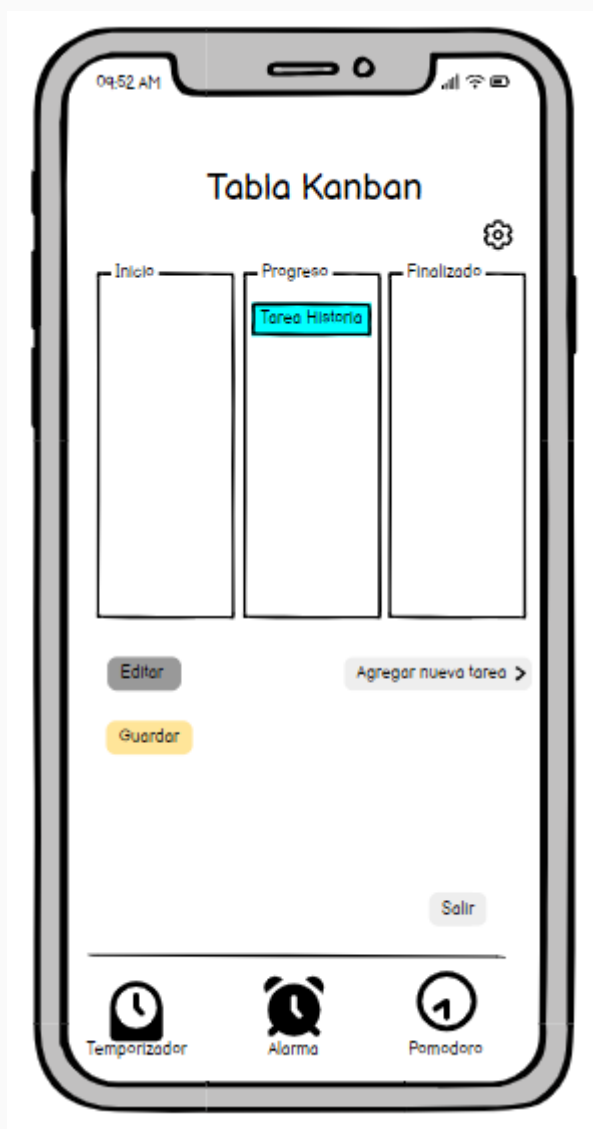 09:52 AM
Tabla Kanban
Inicio
Progreso
Finalizado
Tarea Historia
Editar
Agregar nueva tarea >
Guardar
Salir
Temporizador
Alarma
Pomodoro